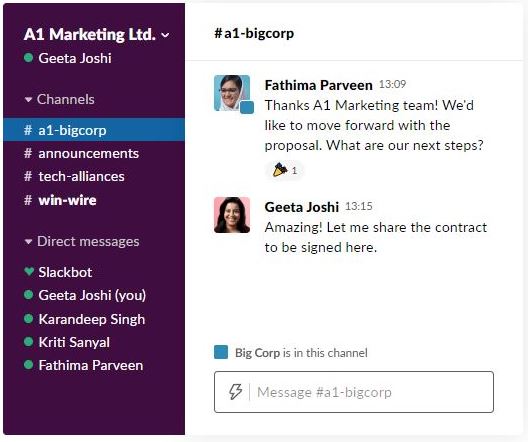 A1 Marketing Ltd.
Geeta Joshi
Channels
# a1-bigcorp
# announcements
# tech-alliances
# win-wire
Direct messages
Slackbot
Geeta Joshi (you)
Karandeep Singh
Kriti Sanyal
Fathima Parveen
#a1-bigcorp
Fathima Parveen 13:09
Thanks A1 Marketing team! We'd
like to move forward with the
proposal. What are our next steps?
1
Geeta Joshi 13:15
Amazing! Let me share the contract
to be signed here.
Big Corp is in this channel
Message #a1-bigcorp